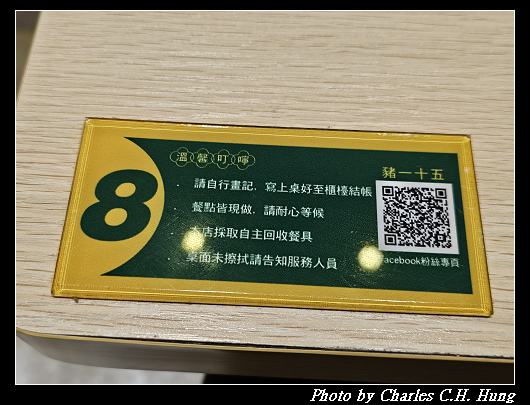 8
溫馨叮嚀
· 請自行畫記, 寫上桌好至櫃檯結帳
· 餐點皆現做, 請耐心等候
· 本店採取自主回收餐具
· 桌面未擦拭請告知服務人員
豬一十五
Facebook粉絲專頁
Photo by Charles C.H. Hung